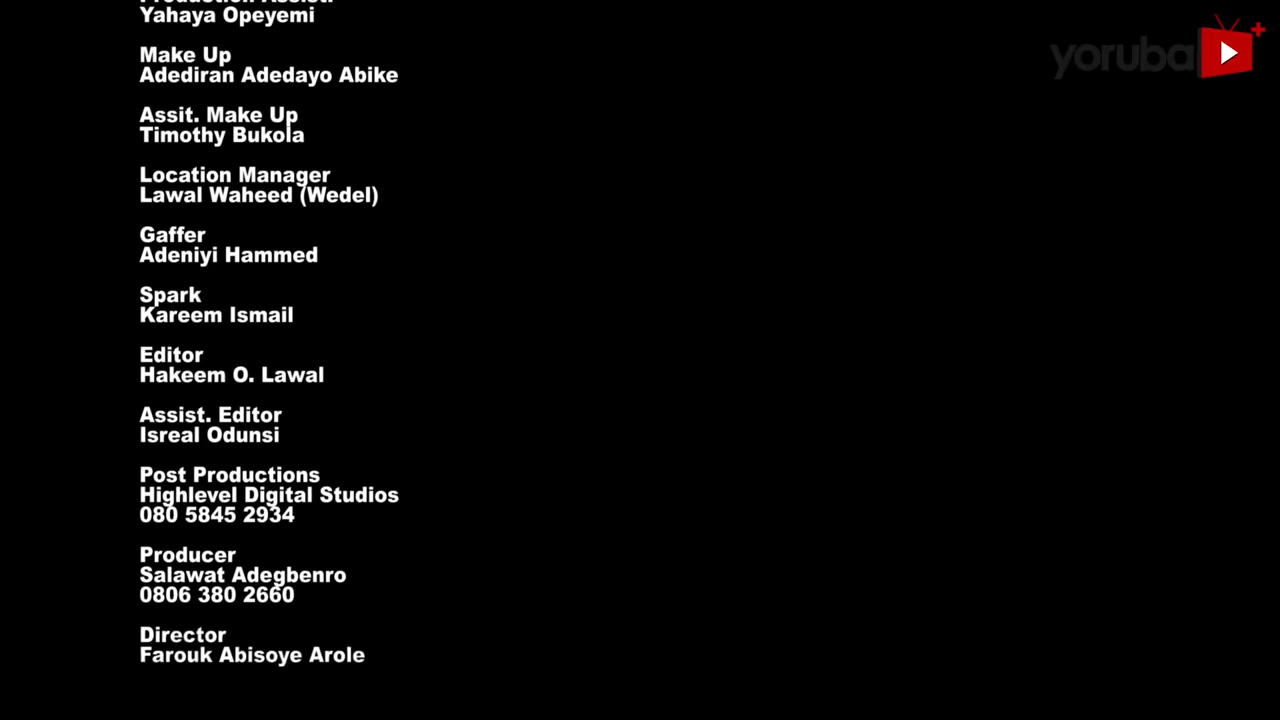 Production Assist.
Yahaya Opeyemi
Make Up
Adediran Adedayo Abike
Assit. Make Up
Timothy Bukola
Location Manager
Lawal Waheed (Wedel)
Gaffer
Adeniyi Hammed
Spark
Kareem Ismail
Editor
Hakeem O. Lawal
Assist. Editor
Isreal Odunsi
Post Productions
Highlevel Digital Studios
080 5845 2934
Producer
Salawat Adegbenro
0806 380 2660
Director
Farouk Abisoye Arole
yoruba
+